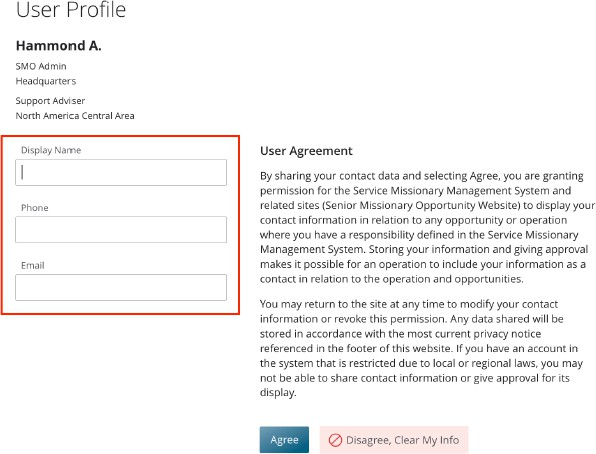 User Profile
Hammond A.
SMO Admin
Headquarters
Support Adviser
North America Central Area
Display Name
Phone
Email
User Agreement
By sharing your contact data and selecting Agree, you are granting
permission for the Service Missionary Management System and
related sites (Senior Missionary Opportunity Website) to display your
contact information in relation to any opportunity or operation
where you have a responsibility defined in the Service Missionary
Management System. Storing your information and giving approval
makes it possible for an operation to include your information as a
contact in relation to the operation and opportunities.
You may return to the site at any time to modify your contact
information or revoke this permission. Any data shared will be
stored in accordance with the most current privacy notice
referenced in the footer of this website. If you have an account in
the system that is restricted due to local or regional laws, you may
not be able to share contact information or give approval for its
display.
Agree
Disagree, Clear My Info